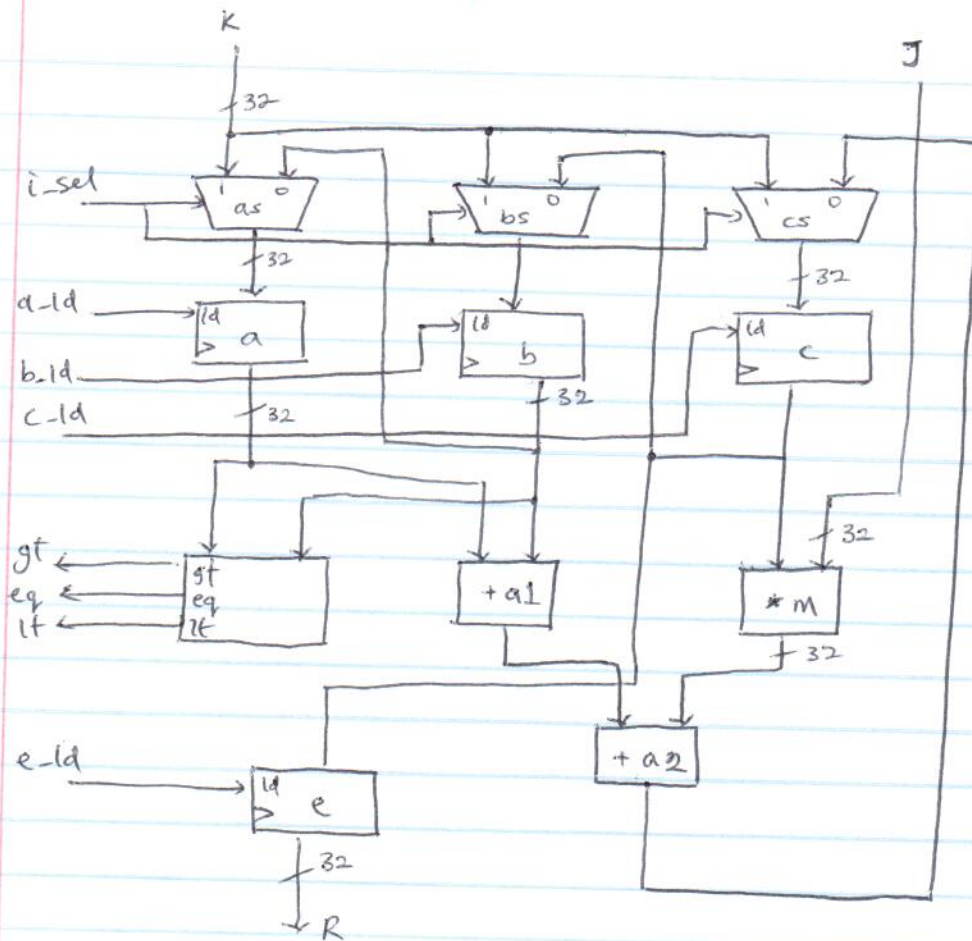 K
J
32
i_sel
1 0
as
1 0
bs
1 0
cs
32
32
a_ld
ld
a
ld
b
ld
c
b_ld
32
32
c_ld
32
gt
eq
lt
gt
eq
lt
+ a1
* m
32
e_ld
ld
e
+ a2
32
R